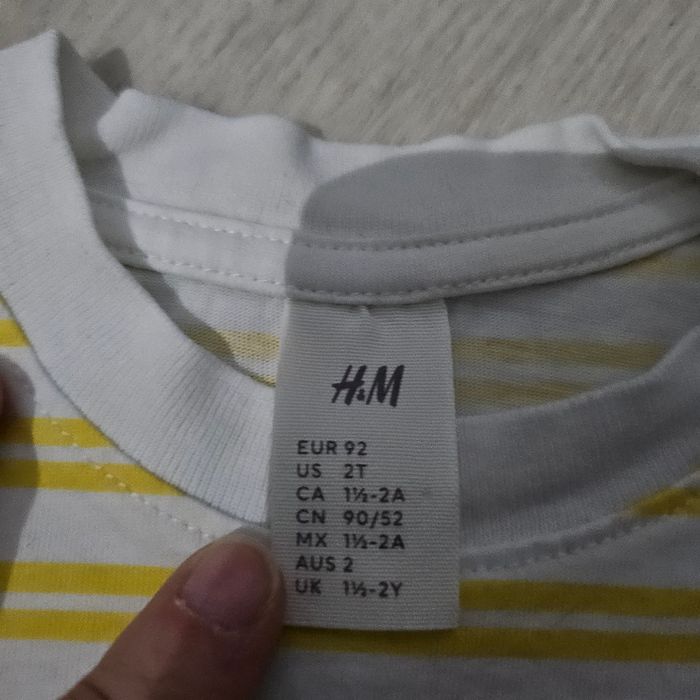 H&M
EUR 92
US 2T
CA 1½-2A
CN 90/52
MX 1½-2A
AUS 2
UK 1½-2Y